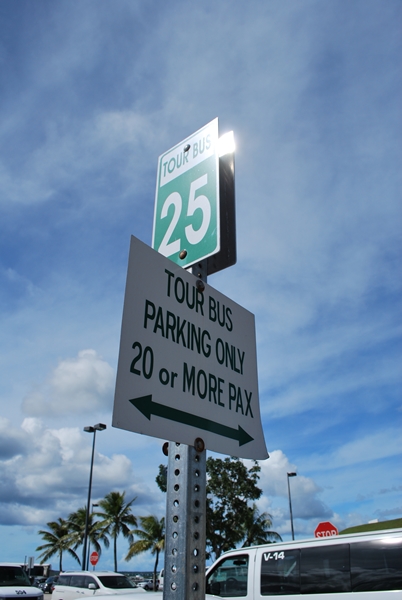 TOUR BUS
25
TOUR BUS
PARKING ONLY
20 or MORE PAX
STOP
V-14